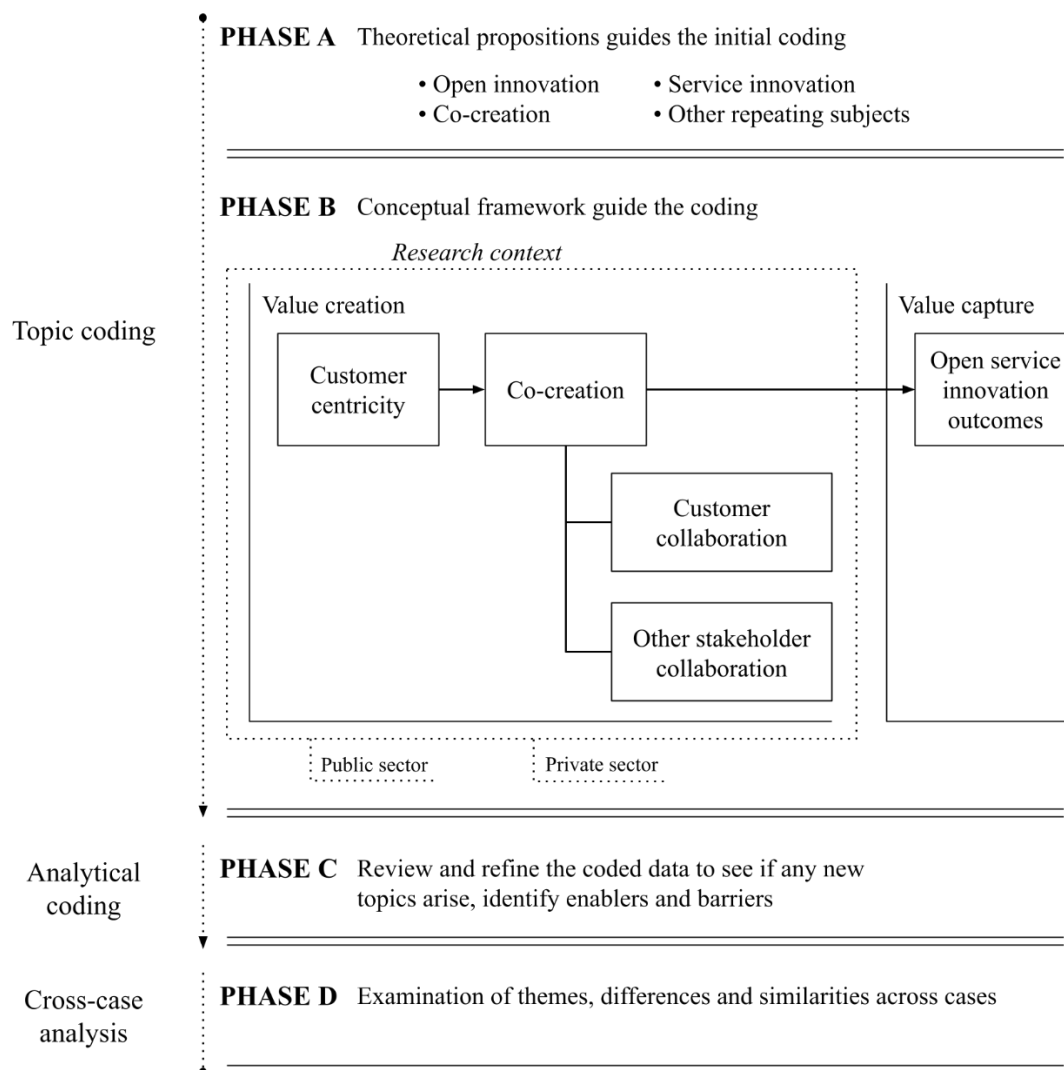 PHASE A Theoretical propositions guides the initial coding
• Open innovation • Service innovation
• Co-creation • Other repeating subjects
Topic coding
PHASE B Conceptual framework guide the coding
Research context
Value creation
Customer
centricity
Co-creation
Customer
collaboration
Other stakeholder
collaboration
Value capture
Open service
innovation
outcomes
Public sector
Private sector
Analytical
coding
PHASE C Review and refine the coded data to see if any new
topics arise, identify enablers and barriers
Cross-case
analysis
PHASE D Examination of themes, differences and similarities across cases